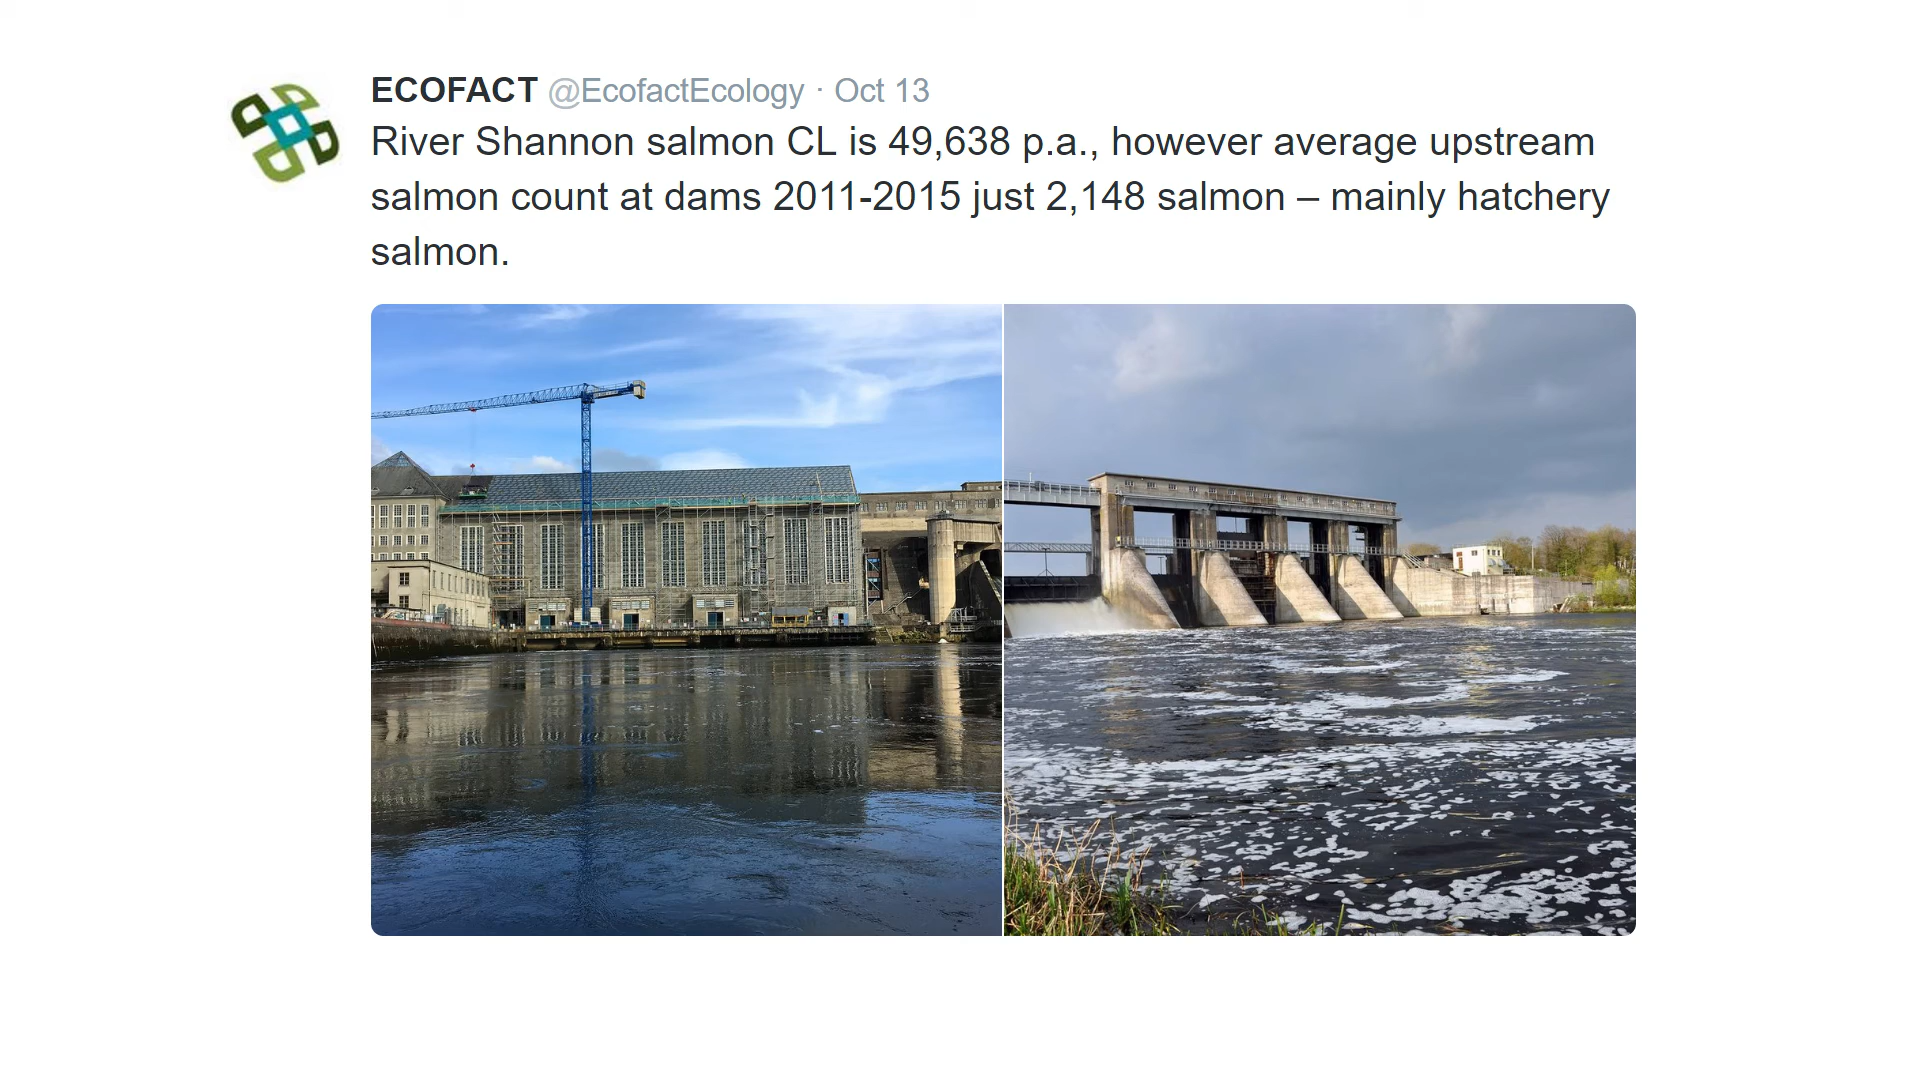 ECOFACT @EcofactEcology · Oct 13
River Shannon salmon CL is 49,638 p.a., however average upstream
salmon count at dams 2011-2015 just 2,148 salmon – mainly hatchery
salmon.